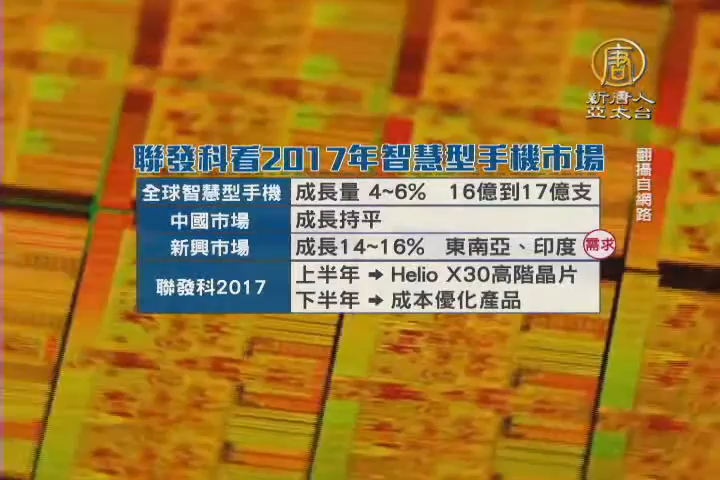 唐
新唐人
亞太台
翻攝自網路
聯發科看2017年智慧型手機市場
全球智慧型手機 成長量 4~6% 16億到17億支
中國市場 成長持平
新興市場 成長14~16% 東南亞、印度 需求
聯發科2017 上半年 → Helio X30高階晶片
下半年 → 成本優化產品